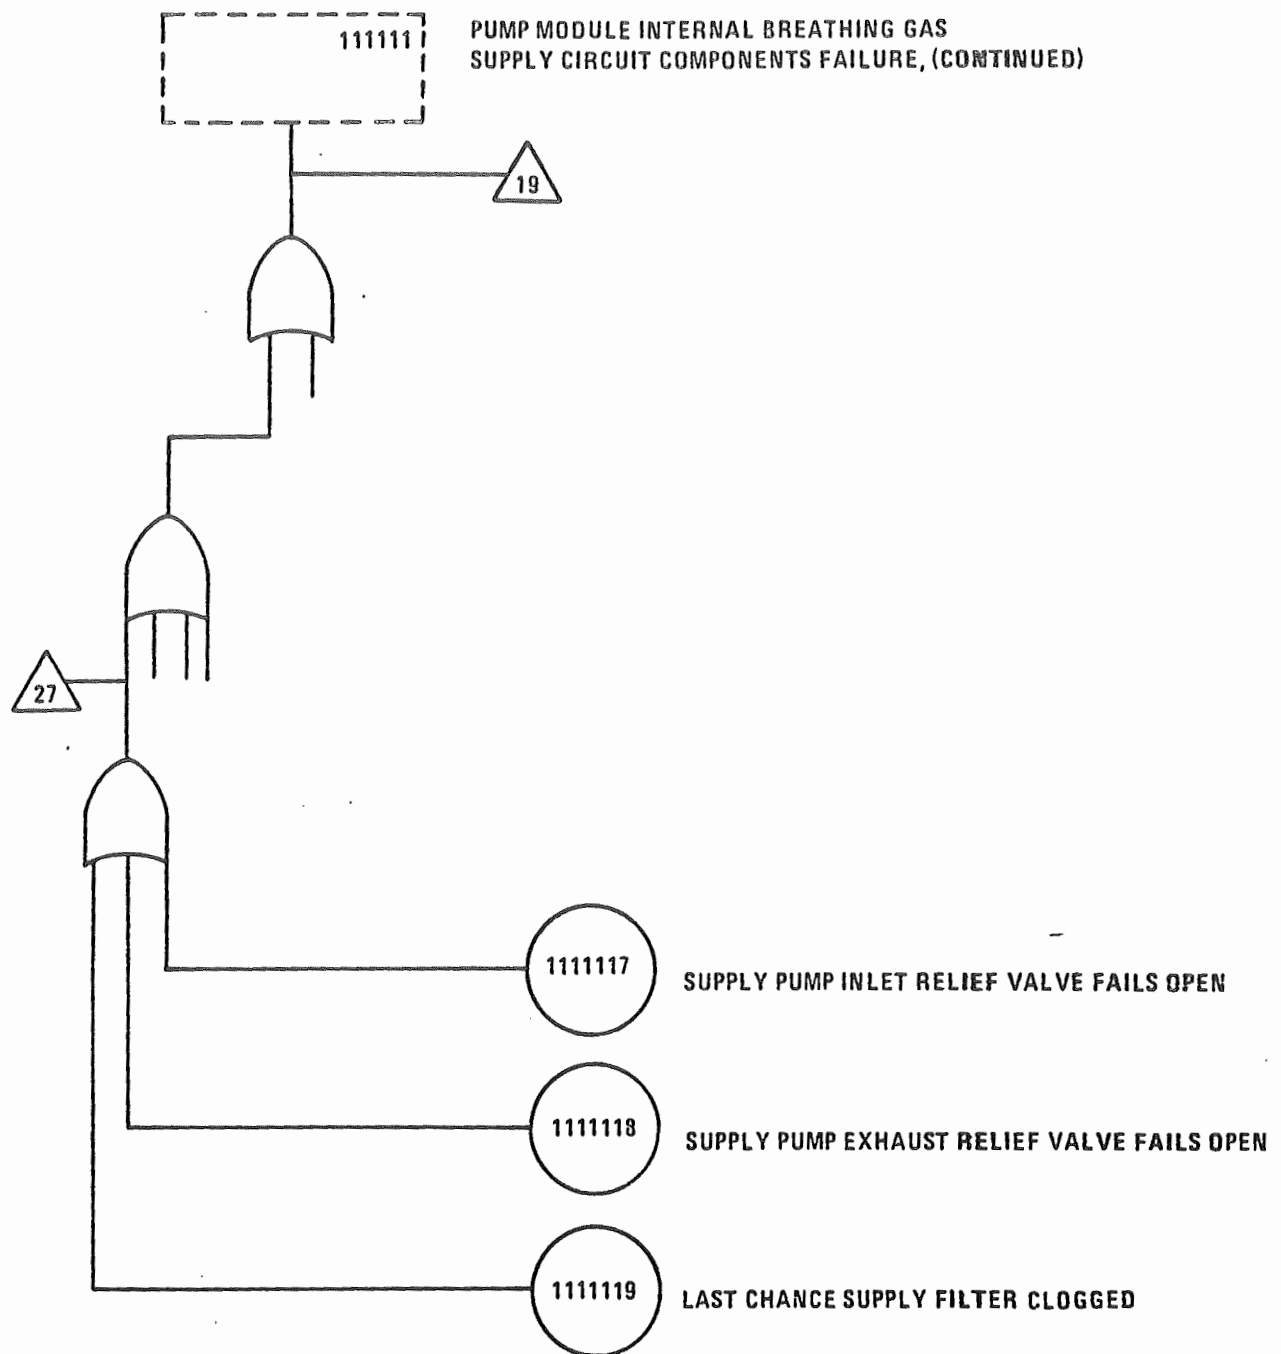 111111
PUMP MODULE INTERNAL BREATHING GAS
SUPPLY CIRCUIT COMPONENTS FAILURE, (CONTINUED)
19
27
1111117
SUPPLY PUMP INLET RELIEF VALVE FAILS OPEN
1111118
SUPPLY PUMP EXHAUST RELIEF VALVE FAILS OPEN
1111119
LAST CHANCE SUPPLY FILTER CLOGGED